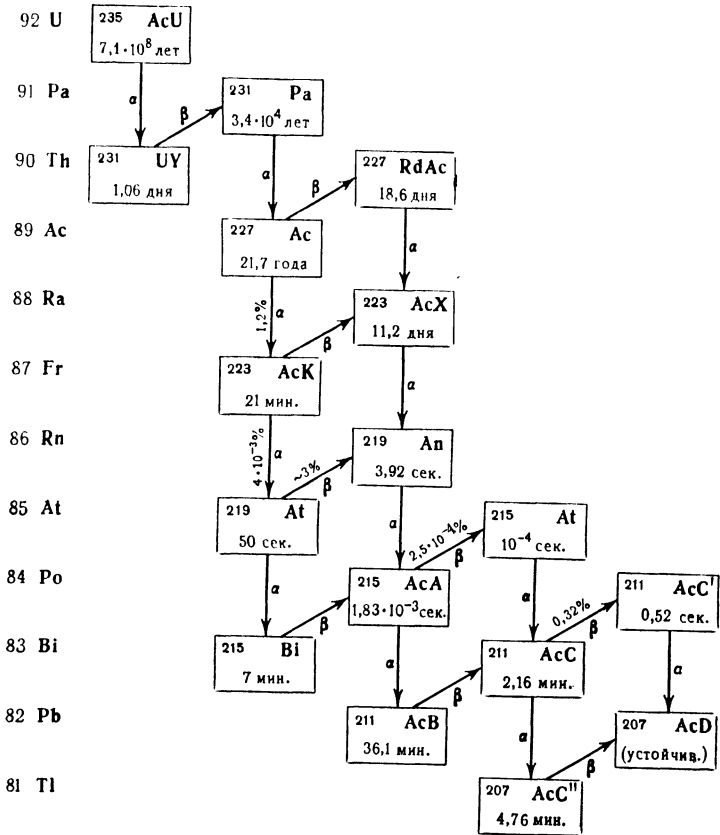 92 U
235 AcU
7,1·10⁸ лет
α
β
91 Pa
231 Pa
3,4·10⁴ лет
α
β
90 Th
231 UY
1,06 дня
227 RdAc
18,6 дня
α
89 Ac
227 Ac
21,7 года
1,2%
α
β
88 Ra
223 AcX
11,2 дня
α
87 Fr
223 AcK
21 мин.
4·10⁻³%
α
~3%
β
86 Rn
219 An
3,92 сек.
α
2,5·10⁻⁴%
β
85 At
219 At
50 сек.
215 At
10⁻⁴ сек.
α
α
0,32%
β
84 Po
215 AcA
1,83·10⁻³ сек.
211 AcC'
0,52 сек.
β
α
β
α
83 Bi
215 Bi
7 мин.
211 AcC
2,16 мин.
α
β
82 Pb
211 AcB
36,1 мин.
207 AcD
(устойчив.)
81 Tl
207 AcC"
4,76 мин.